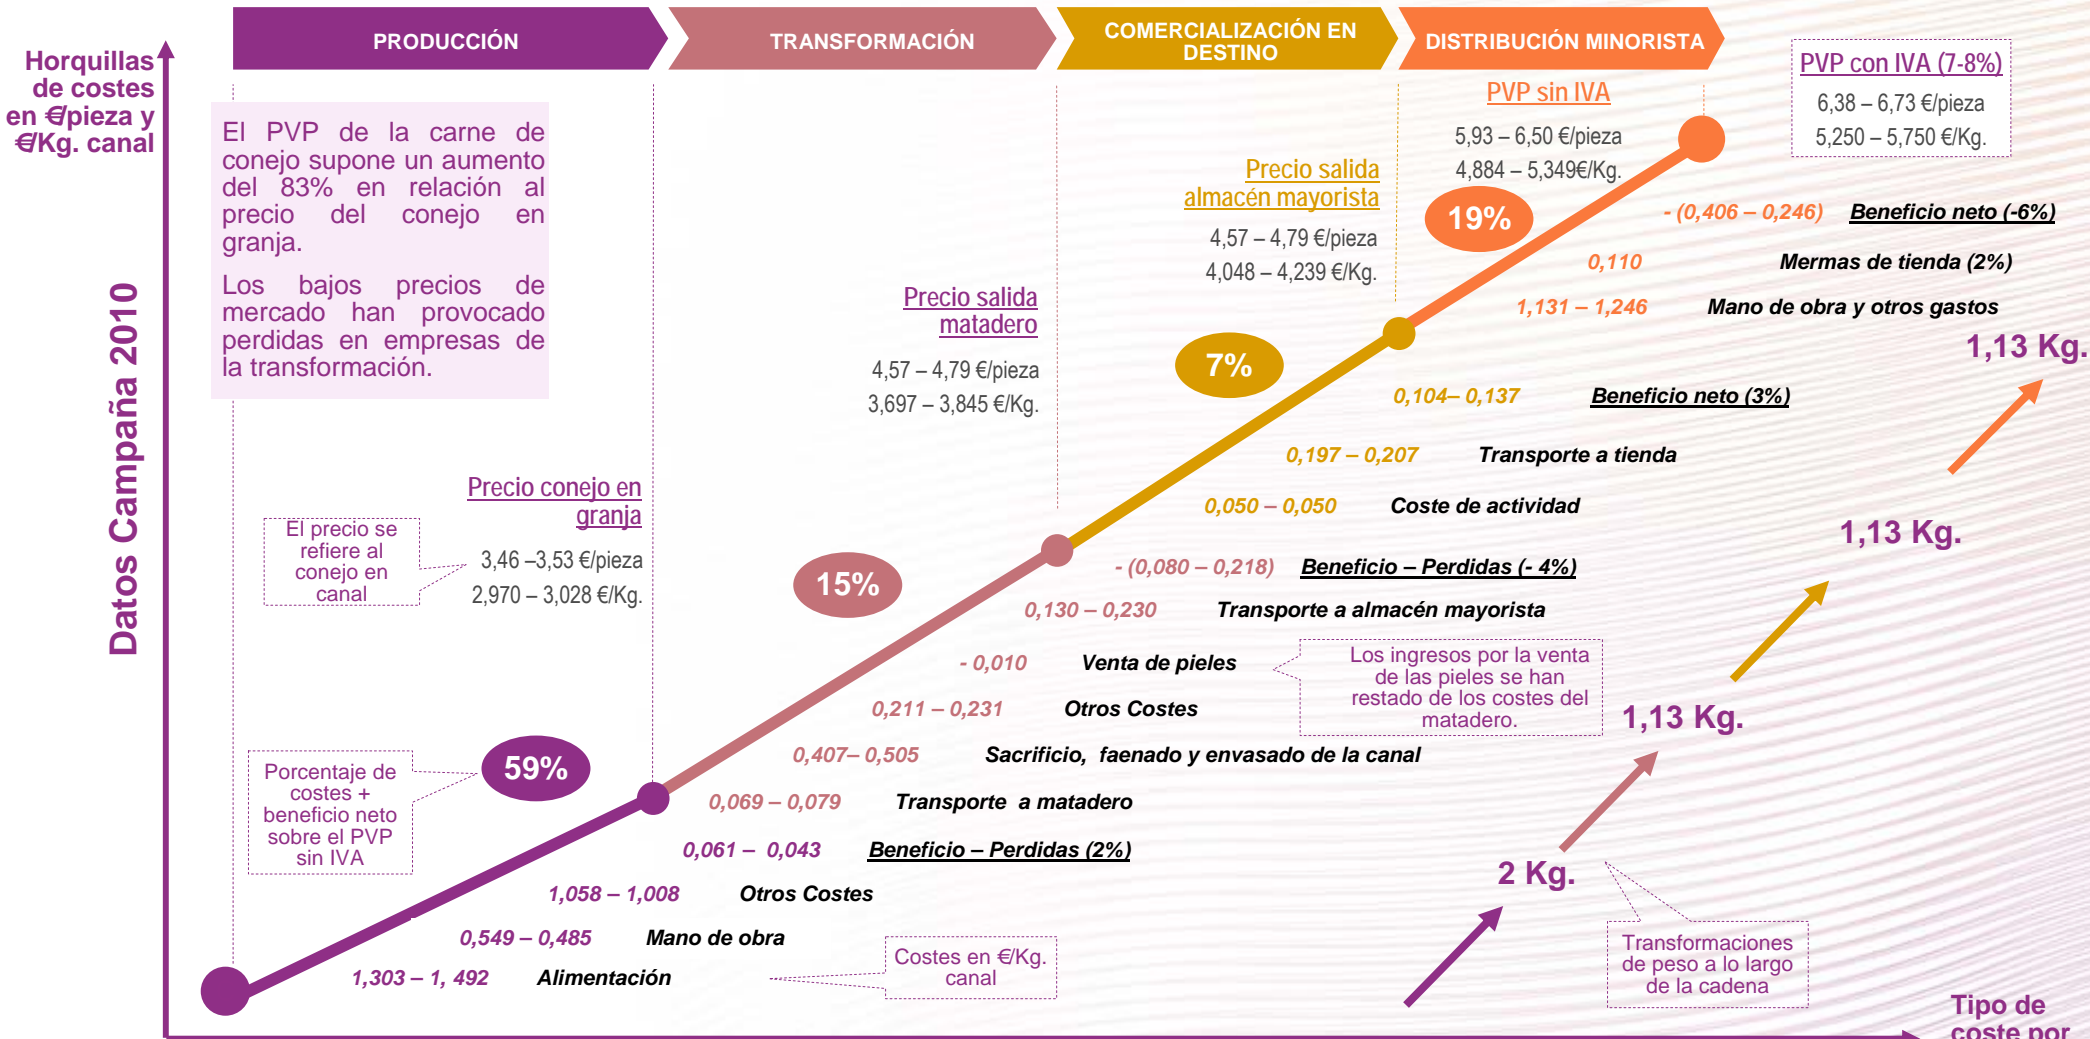 PRODUCCIÓN
TRANSFORMACIÓN
COMERCIALIZACIÓN EN
DESTINO
DISTRIBUCIÓN MINORISTA
Horquillas
de costes
en €/pieza y
€/Kg. canal
Datos Campaña 2010
El PVP de la carne de
conejo supone un aumento
del 83% en relación al
precio del conejo en
granja.
Los bajos precios de
mercado han provocado
perdidas en empresas de
la transformación.
PVP con IVA (7-8%)
6,38 – 6,73 €/pieza
5,250 – 5,750 €/Kg.
PVP sin IVA
5,93 – 6,50 €/pieza
4,884 – 5,349€/Kg.
Precio salida
almacén mayorista
4,57 – 4,79 €/pieza
4,048 – 4,239 €/Kg.
Precio salida
matadero
4,57 – 4,79 €/pieza
3,697 – 3,845 €/Kg.
Precio conejo en
granja
3,46 –3,53 €/pieza
2,970 – 3,028 €/Kg.
El precio se
refiere al
conejo en
canal
19%
7%
15%
59%
Porcentaje de
costes +
beneficio neto
sobre el PVP
sin IVA
- (0,406 – 0,246) Beneficio neto (-6%)
0,110 Mermas de tienda (2%)
1,131 – 1,246 Mano de obra y otros gastos
0,104– 0,137 Beneficio neto (3%)
0,197 – 0,207 Transporte a tienda
0,050 – 0,050 Coste de actividad
- (0,080 – 0,218) Beneficio – Perdidas (- 4%)
0,130 – 0,230 Transporte a almacén mayorista
- 0,010 Venta de pieles
Los ingresos por la venta
de las pieles se han
restado de los costes del
matadero.
0,211 – 0,231 Otros Costes
0,407– 0,505 Sacrificio, faenado y envasado de la canal
0,069 – 0,079 Transporte a matadero
0,061 – 0,043 Beneficio – Perdidas (2%)
1,058 – 1,008 Otros Costes
0,549 – 0,485 Mano de obra
1,303 – 1, 492 Alimentación
Costes en €/Kg.
canal
1,13 Kg.
1,13 Kg.
1,13 Kg.
2 Kg.
Transformaciones
de peso a lo largo
de la cadena
Tipo de
coste por